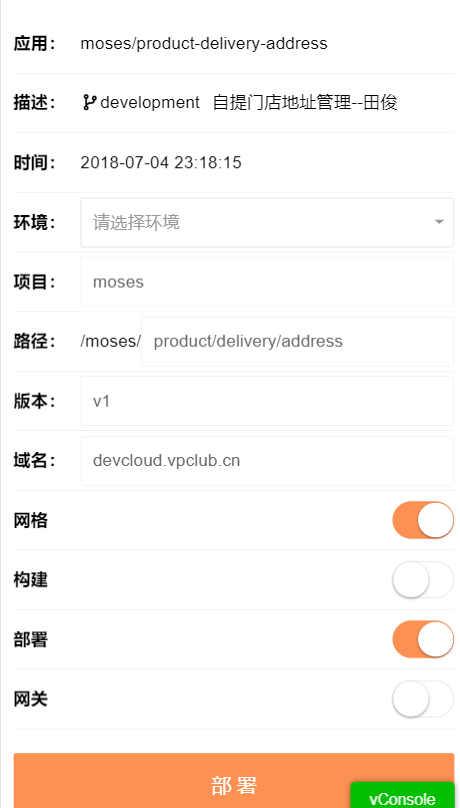 应用： moses/product-delivery-address
描述： development 自提门店地址管理--田俊
时间： 2018-07-04 23:18:15
环境： 请选择环境
项目： moses
路径： /moses/ product/delivery/address
版本： v1
域名： devcloud.vpclub.cn
网格
构建
部署
网关
部署
vConsole